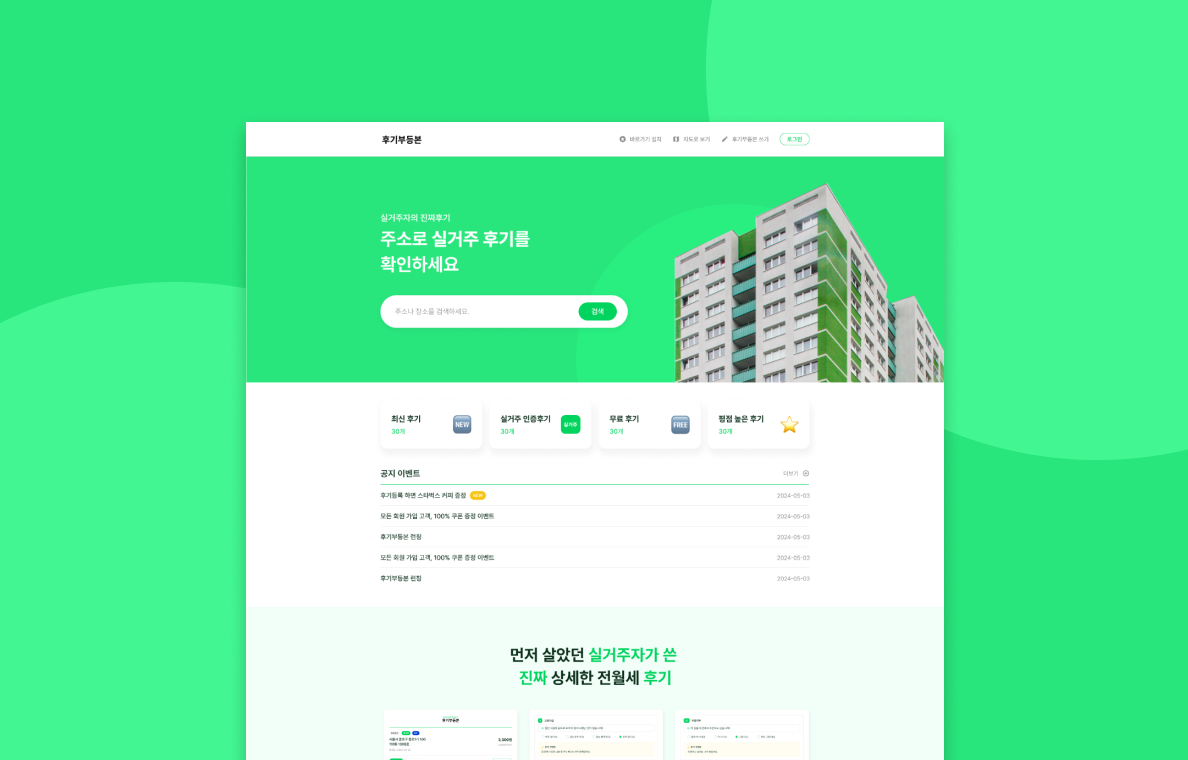 후기부등본
바로가기 설치
지도로 보기
후기부등본 쓰기
로그인
실거주자의 진짜후기
주소로 실거주 후기를
확인하세요
주소나 장소를 검색하세요.
검색
최신 후기
30개
NEW
실거주 인증후기
30개
실거주
무료 후기
30개
FREE
평점 높은 후기
30개
공지 이벤트
더보기
후기등록 하면 스타벅스 커피 증정 NEW 2024-05-03
모든 회원 가입 고객, 100% 쿠폰 증정 이벤트 2024-05-03
후기부등본 런칭 2024-05-03
모든 회원 가입 고객, 100% 쿠폰 증정 이벤트 2024-05-03
후기부등본 런칭 2024-05-03
먼저 살았던 실거주자가 쓴
진짜 상세한 전월세 후기
후기부등본